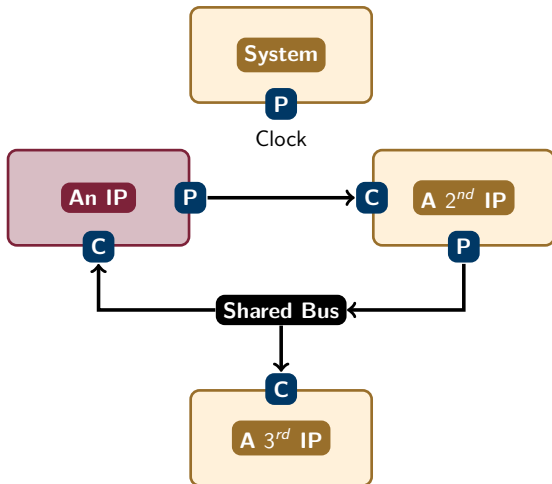 System
P
Clock
An IP
P
C
A 2nd IP
C
P
Shared Bus
C
A 3rd IP